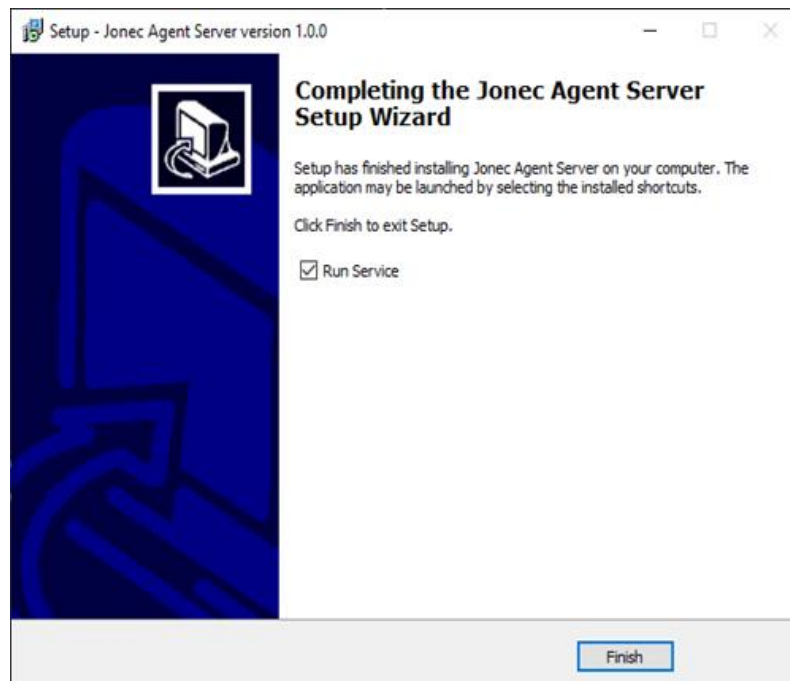 Setup - Jonec Agent Server version 1.0.0
Completing the Jonec Agent Server
Setup Wizard
Setup has finished installing Jonec Agent Server on your computer. The
application may be launched by selecting the installed shortcuts.
Click Finish to exit Setup.
Run Service
Finish